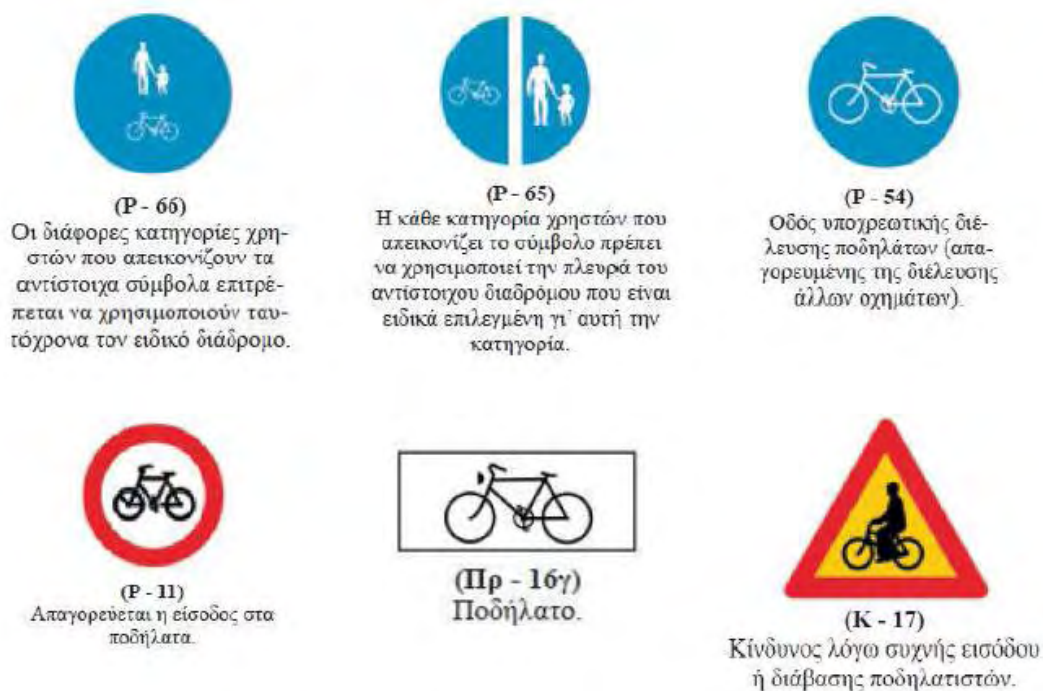 (P - 66)
Οι διάφορες κατηγορίες χρη-
στών που απεικονίζουν τα
αντίστοιχα σύμβολα επιτρέ-
πεται να χρησιμοποιούν ταυ-
τόχρονα τον ειδικό διάδρομο.
(P - 65)
Η κάθε κατηγορία χρηστών που
απεικονίζει το σύμβολο πρέπει
να χρησιμοποιεί την πλευρά του
αντίστοιχου διαδρόμου που είναι
ειδικά επιλεγμένη γι' αυτή την
κατηγορία.
(P - 54)
Οδός υποχρεωτικής διέ-
λευσης ποδηλάτων (απα-
γορευμένης της διέλευσης
άλλων οχημάτων).
(P - 11)
Απαγορεύεται η είσοδος στα
ποδήλατα.
(Πρ - 16γ)
Ποδήλατο.
(K - 17)
Κίνδυνος λόγω συχνής εισόδου
ή διάβασης ποδηλατιστών.